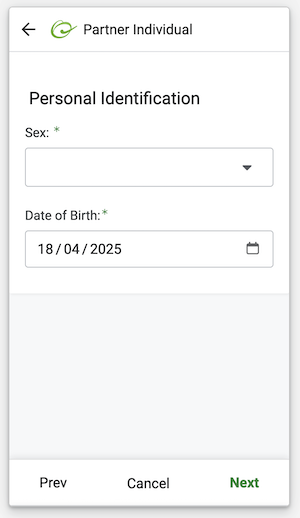 Partner Individual
Personal Identification
Sex: *
Date of Birth:*
18/04/2025
Prev Cancel Next